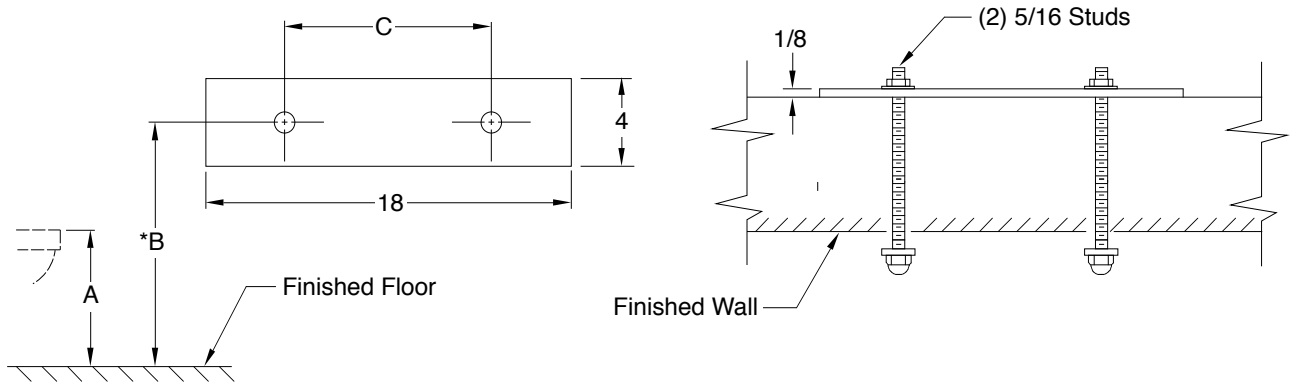 C
(2) 5/16 Studs
1/8
4
18
*B
A
Finished Floor
Finished Wall